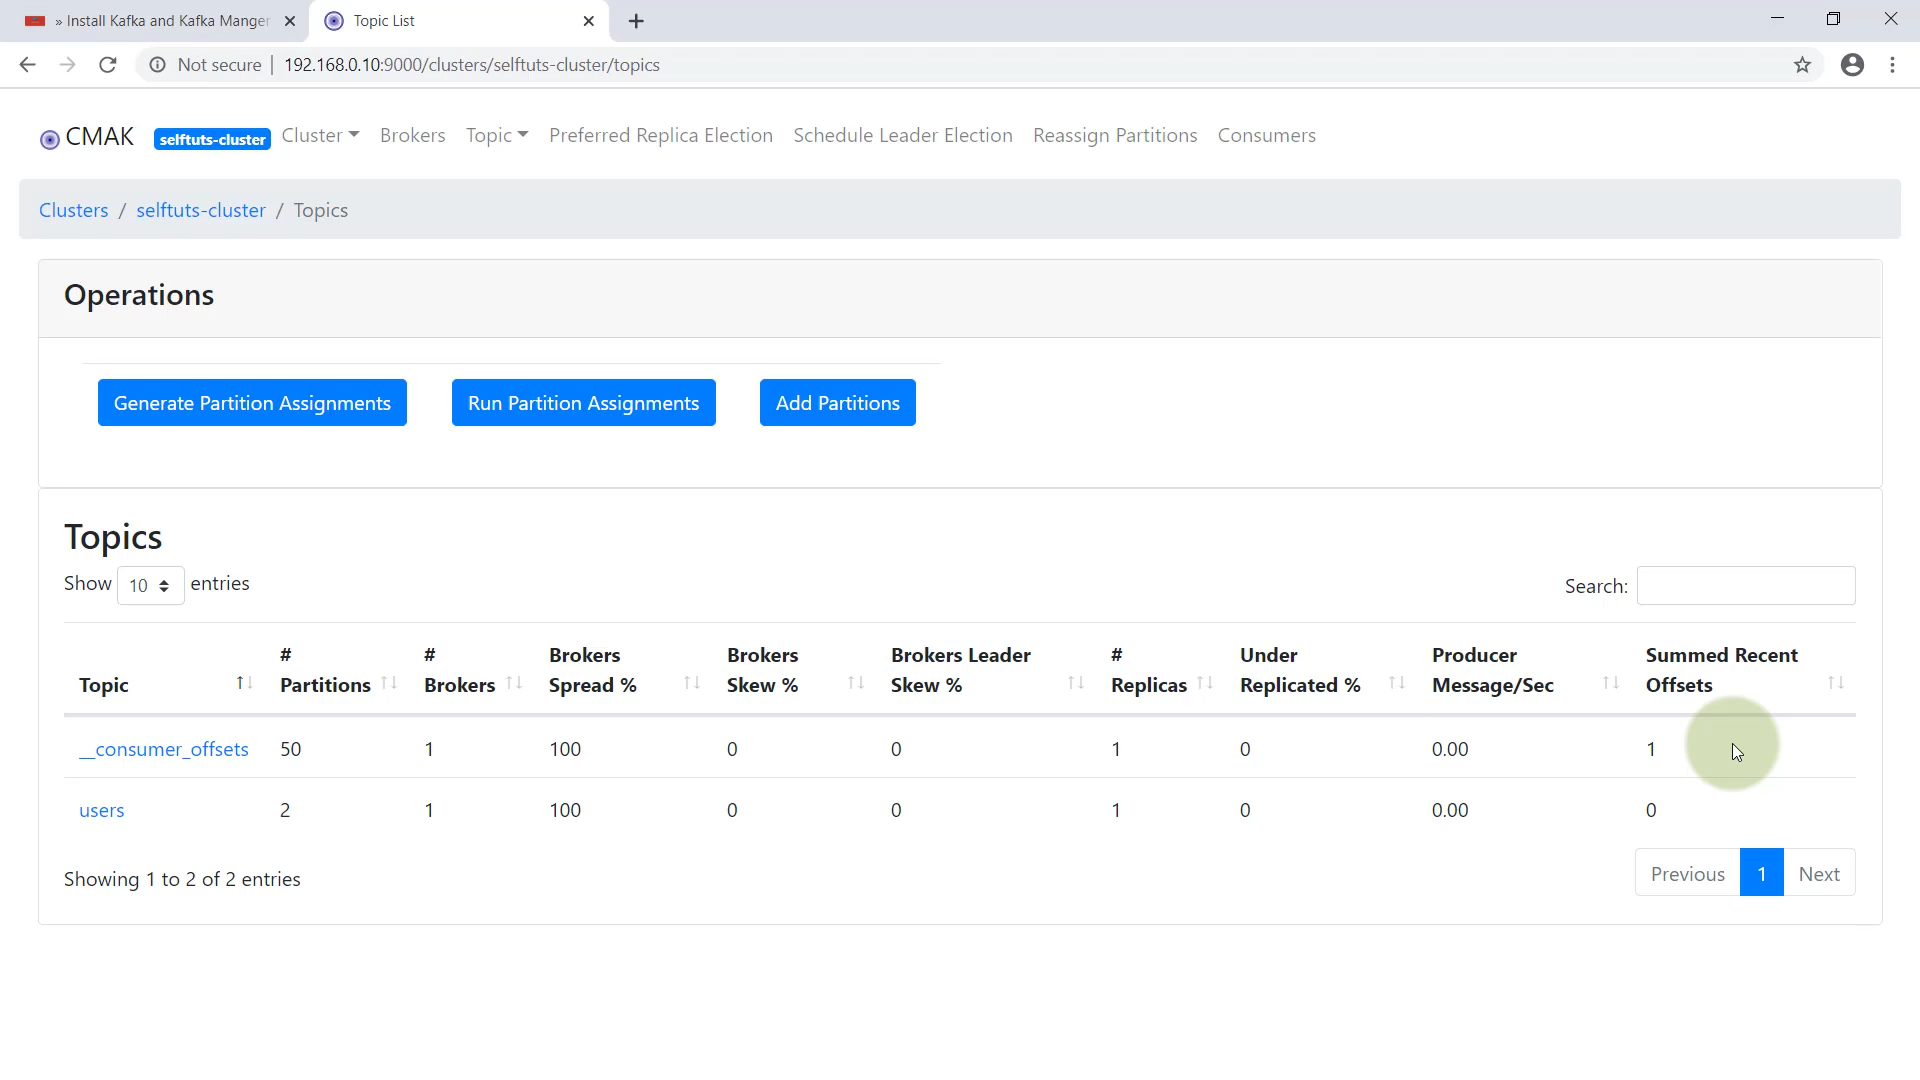 » Install Kafka and Kafka Manger
Topic List
Not secure
192.168.0.10:9000/clusters/selftuts-cluster/topics
CMAK selftuts-cluster Cluster Brokers Topic Preferred Replica Election Schedule Leader Election Reassign Partitions Consumers
Clusters / selftuts-cluster / Topics
Operations
Generate Partition Assignments Run Partition Assignments Add Partitions
Topics
Show 10 entries Search:
Topic # Partitions # Brokers Brokers Spread % Brokers Skew % Brokers Leader Skew % # Replicas Under Replicated % Producer Message/Sec Summed Recent Offsets
__consumer_offsets 50 1 100 0 0 1 0 0.00 1
users 2 1 100 0 0 1 0 0.00 0
Showing 1 to 2 of 2 entries Previous 1 Next